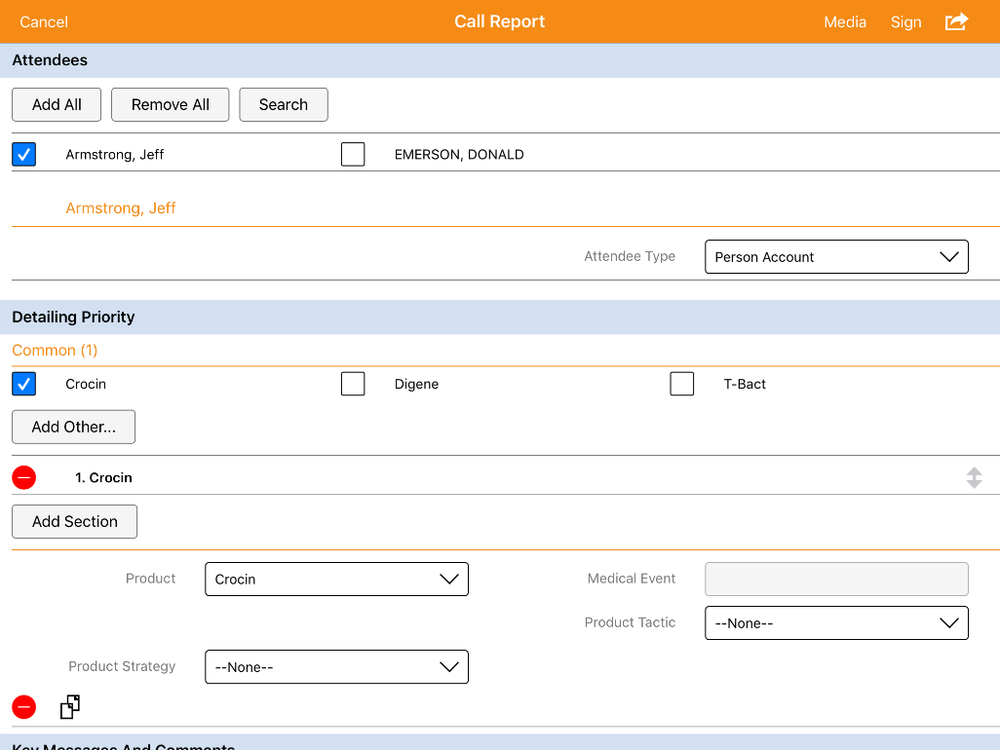 Cancel Call Report Media Sign
Attendees
Add All Remove All Search
Armstrong, Jeff EMERSON, DONALD
Armstrong, Jeff
Attendee Type Person Account
Detailing Priority
Common (1)
Crocin Digene T-Bact
Add Other...
1. Crocin
Add Section
Product Crocin Medical Event
Product Tactic --None--
Product Strategy --None--
Key Messages And Comments